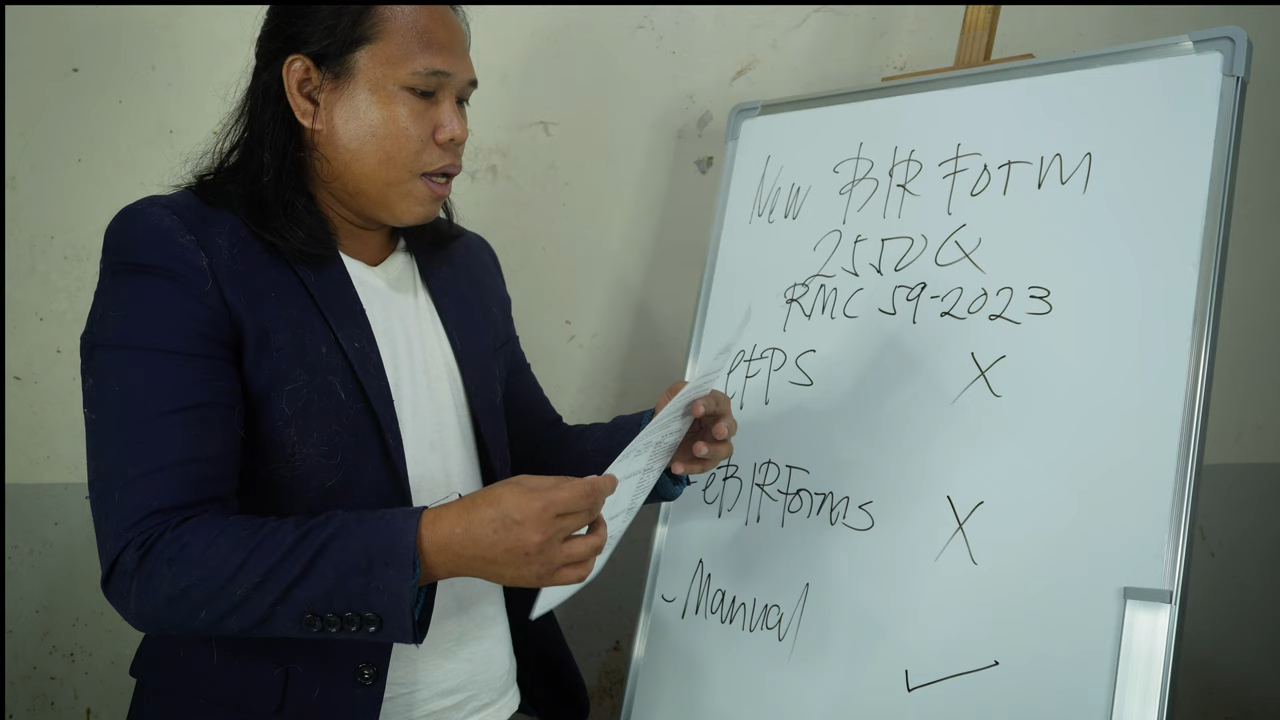 New BIR Form
2550Q
RMC 59-2023
eFPS X
- eBIRForms X
- Manual
✓